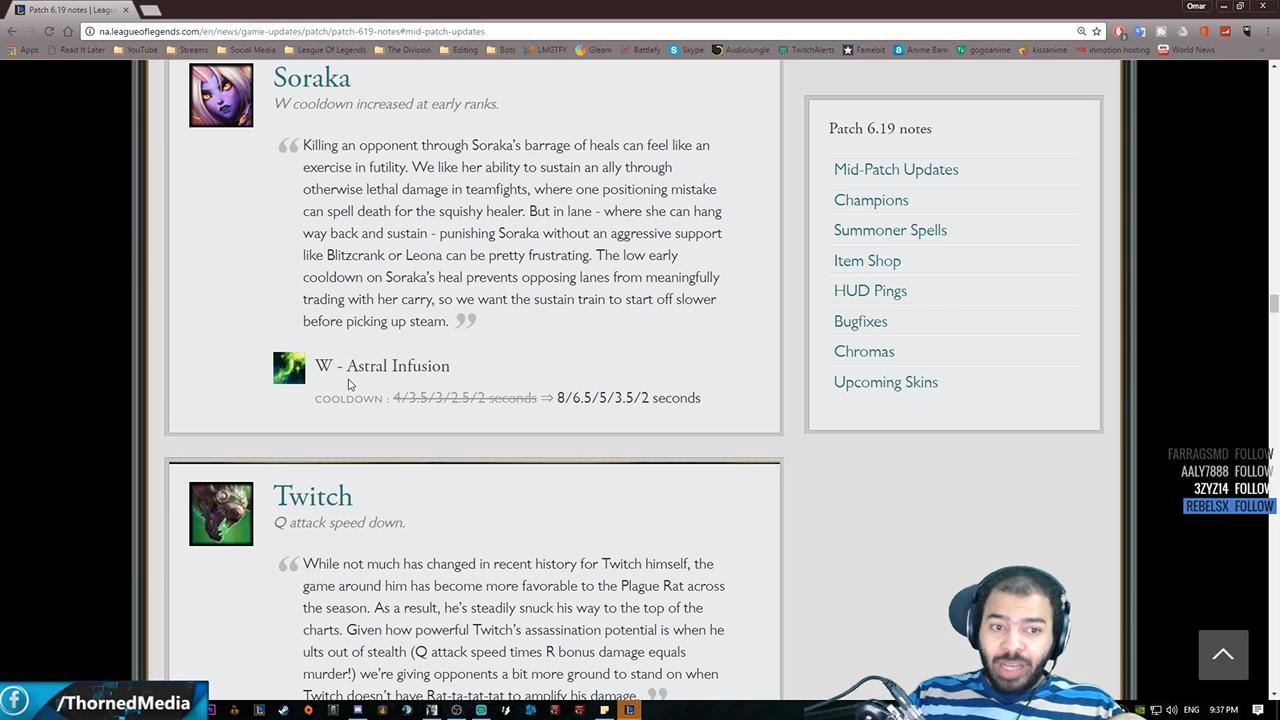 Patch 6.19 notes | Leagu
Omar
na.leagueoflegends.com/en/news/game-updates/patch/patch-619-notes#mid-patch-updates
Apps
Read It Later
YouTube
Streams
Social Media
League Of Legends
The Division
Editing
Bots
LMGTFY
Gleam
Battlefy
Skype
AudioJungle
TwitchAlerts
Famebit
Anime Bam
gogoanime
kissanime
inmotion hosting
World News
Soraka
W cooldown increased at early ranks.
Killing an opponent through Soraka's barrage of heals can feel like an
exercise in futility. We like her ability to sustain an ally through
otherwise lethal damage in teamfights, where one positioning mistake
can spell death for the squishy healer. But in lane - where she can hang
way back and sustain - punishing Soraka without an aggressive support
like Blitzcrank or Leona can be pretty frustrating. The low early
cooldown on Soraka's heal prevents opposing lanes from meaningfully
trading with her carry, so we want the sustain train to start off slower
before picking up steam.
W - Astral Infusion
COOLDOWN : 4/3.5/3/2.5/2 seconds ⇒ 8/6.5/5/3.5/2 seconds
Twitch
Q attack speed down.
While not much has changed in recent history for Twitch himself, the
game around him has become more favorable to the Plague Rat across
the season. As a result, he's steadily snuck his way to the top of the
charts. Given how powerful Twitch's assassination potential is when he
ults out of stealth (Q attack speed times R bonus damage equals
murder!) we're giving opponents a bit more ground to stand on when
Twitch doesn't have Rat-ta-tat-tat to amplify his damage.
Patch 6.19 notes
Mid-Patch Updates
Champions
Summoner Spells
Item Shop
HUD Pings
Bugfixes
Chromas
Upcoming Skins
FARRAGSMD FOLLOW
AALY7888 FOLLOW
3ZYZ14 FOLLOW
REBELSX FOLLOW
/ThornedMedia
ENG
9:37 PM